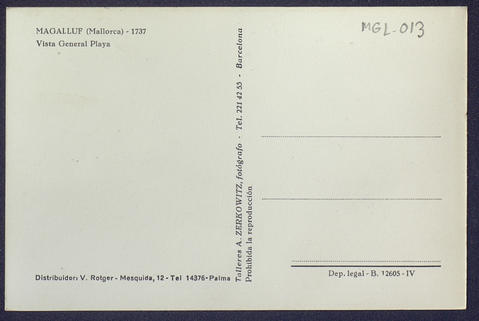 MAGALLUF (Mallorca) - 1737
Vista General Playa
MGL-013
Talleres A. ZERKOWITZ, fotógrafo - Tel. 221 42 55 - Barcelona
Prohibida la reproducción
Distribuidor: V. Rotger - Mesquida, 12 - Tel 14376 - Palma
Dep. legal - B. 12605 - IV